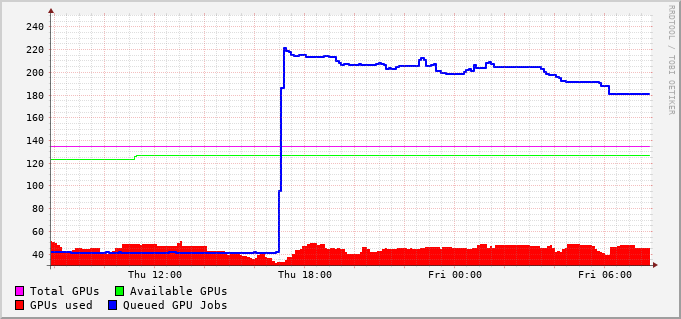 RRDTOOL / TOBI OETIKER
240
220
200
180
160
140
120
100
80
60
40
Thu 12:00 Thu 18:00 Fri 00:00 Fri 06:00
Total GPUs Available GPUs
GPUs used Queued GPU Jobs